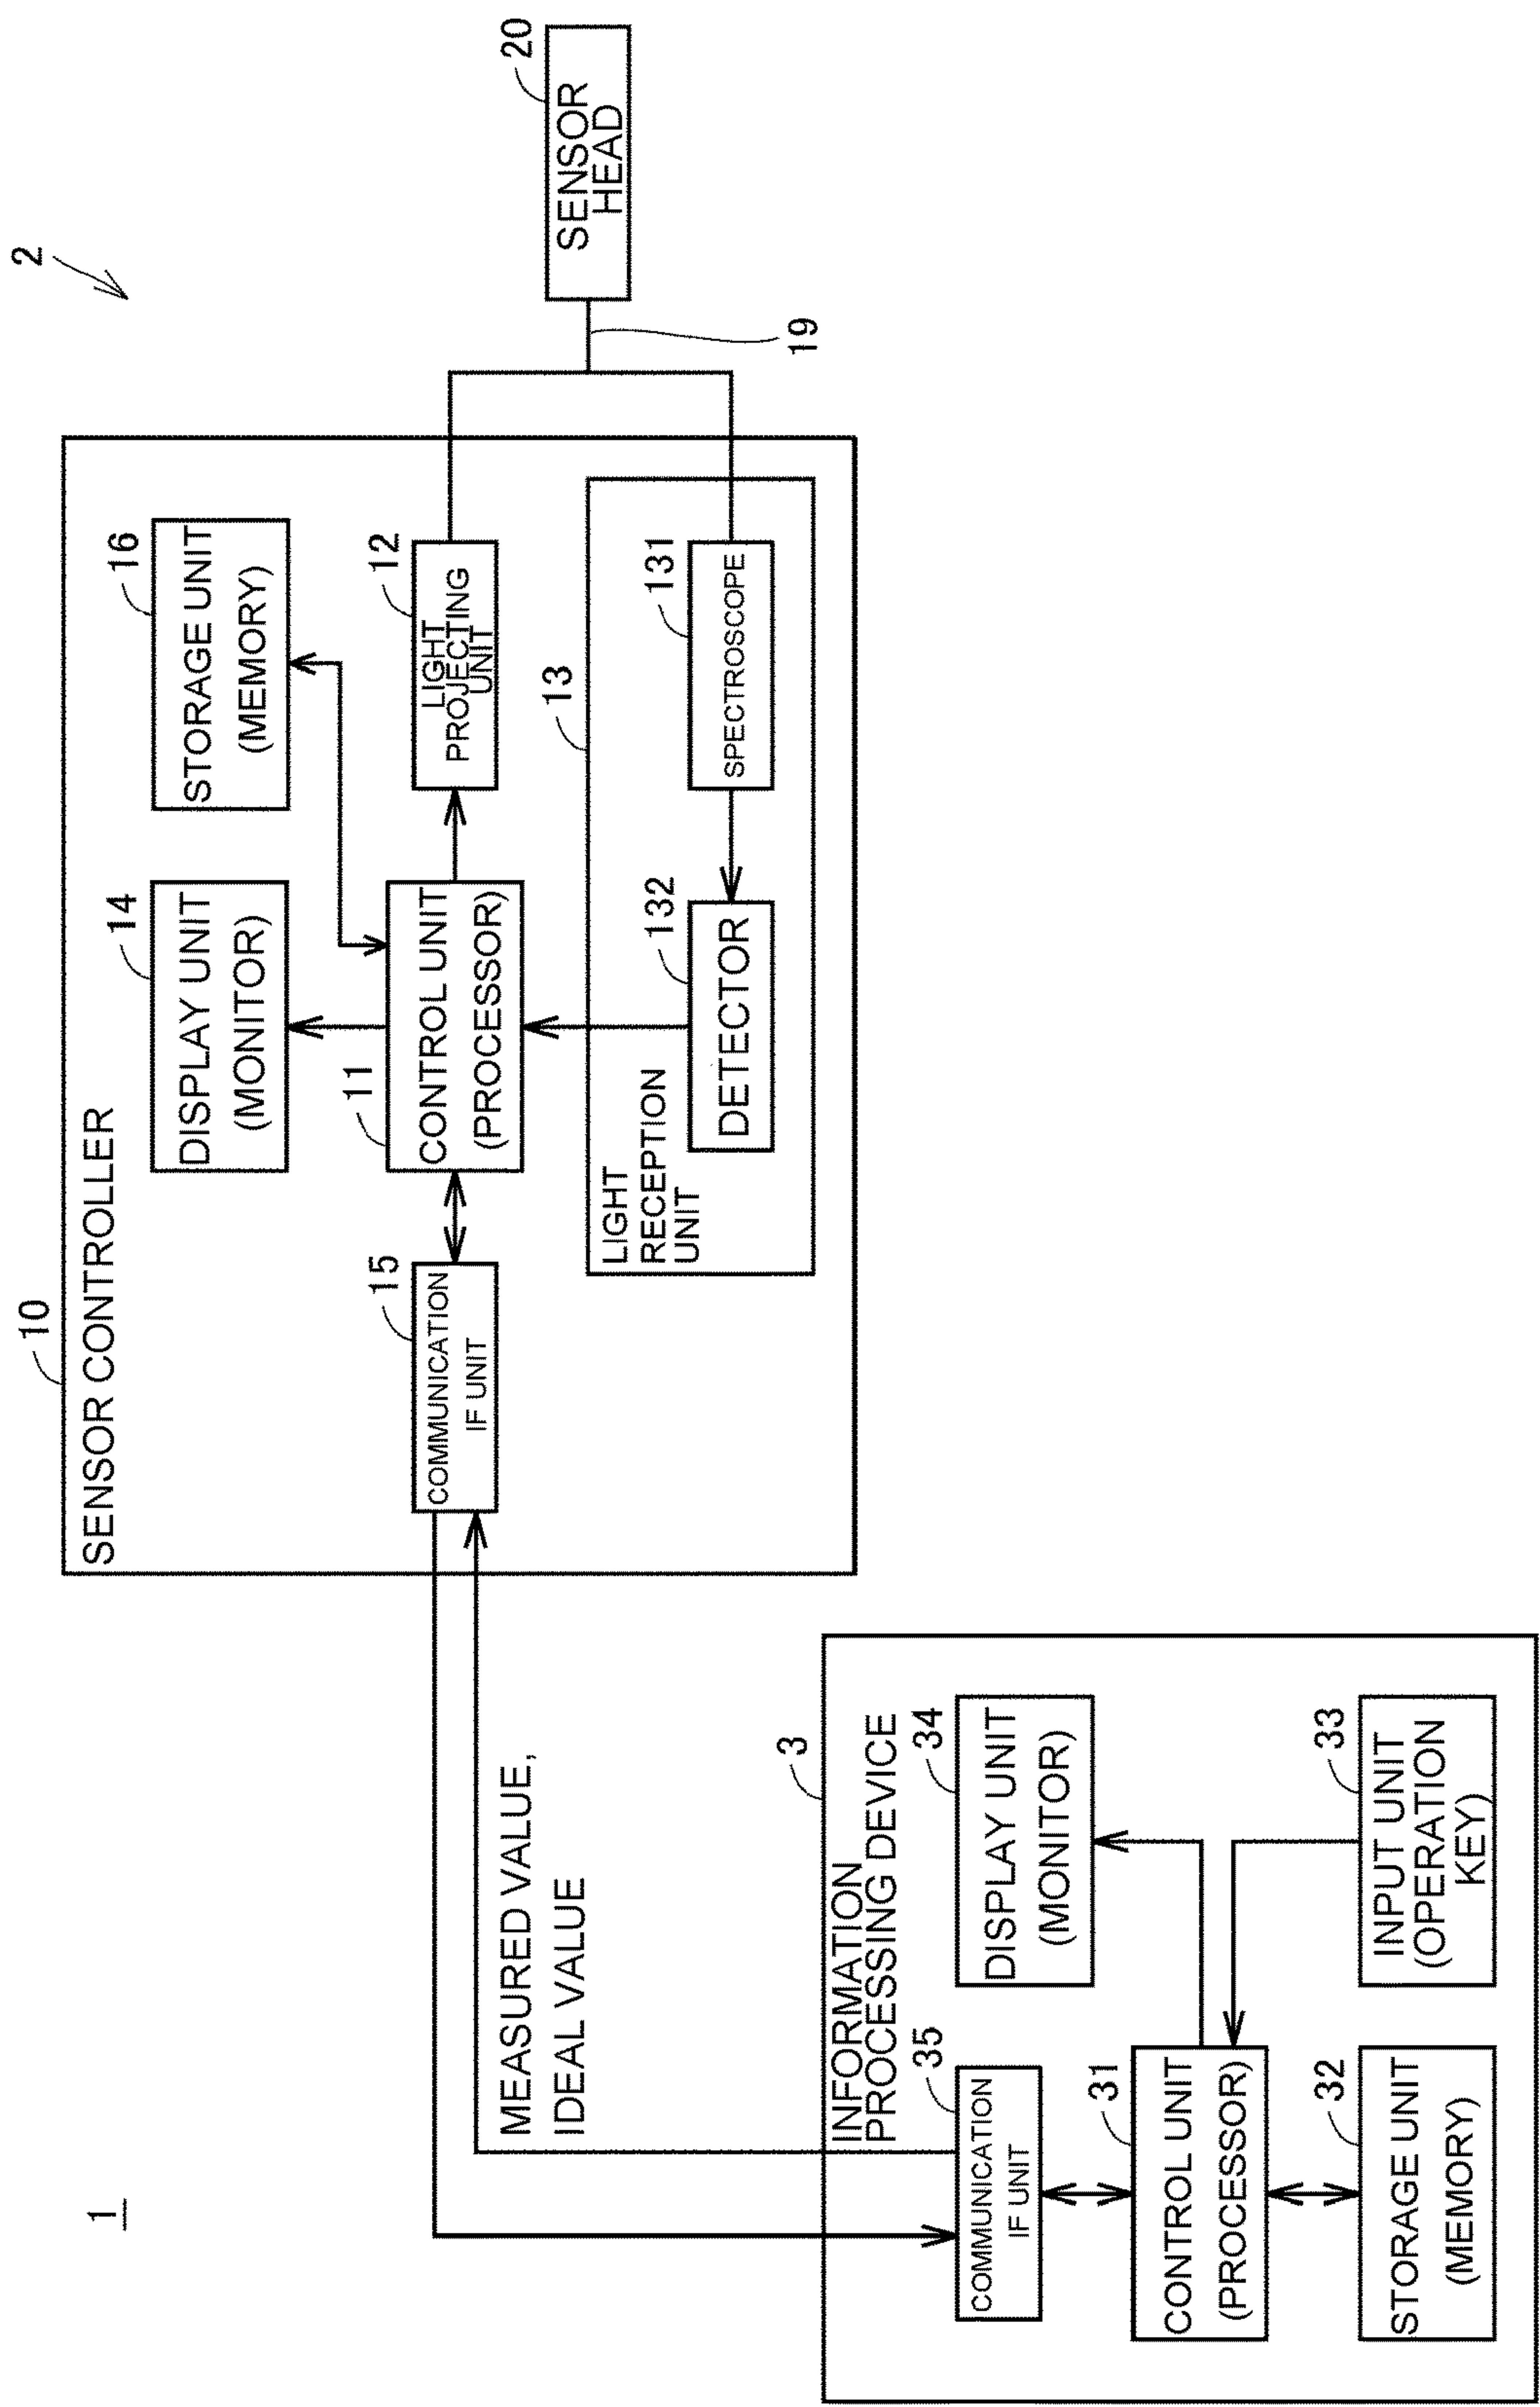 1
2
10
SENSOR CONTROLLER
14
DISPLAY UNIT
(MONITOR)
16
STORAGE UNIT
(MEMORY)
15
COMMUNICATION
IF UNIT
11
CONTROL UNIT
(PROCESSOR)
12
LIGHT
PROJECTING
UNIT
20
SENSOR
HEAD
19
13
LIGHT
RECEPTION
UNIT
132
DETECTOR
131
SPECTROSCOPE
MEASURED VALUE,
IDEAL VALUE
3
INFORMATION
PROCESSING DEVICE
35
COMMUNICATION
IF UNIT
34
DISPLAY UNIT
(MONITOR)
31
CONTROL UNIT
(PROCESSOR)
32
STORAGE UNIT
(MEMORY)
33
INPUT UNIT
(OPERATION
KEY)